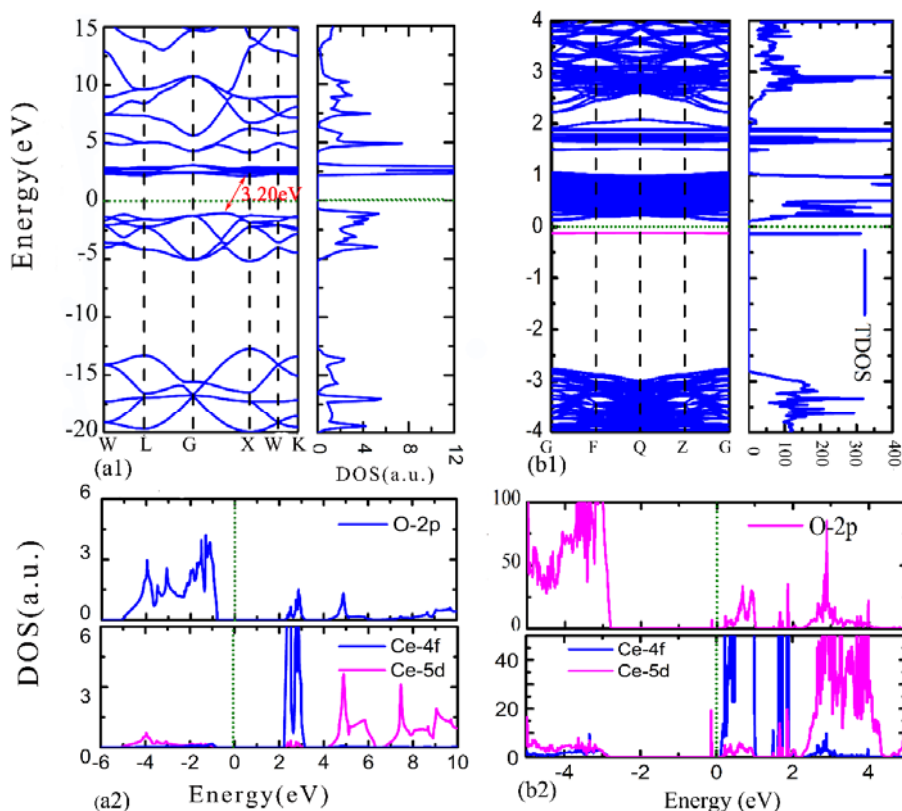 15
10
5
0
-5
-10
-15
-20
Energy(eV)
3.20eV
W L G X W K
0 4 8 12
(a1)
DOS(a.u.)
4
3
2
1
0
-1
-2
-3
-4
Energy(eV)
TDOS
G F Q Z G
0 100 200 300 400
(b1)
6
3
0
O-2p
6
3
0
Ce-4f
Ce-5d
DOS(a.u.)
-6 -4 -2 0 2 4 6 8 10
(a2)
Energy(eV)
100
50
0
O-2p
40
20
0
Ce-4f
Ce-5d
-4 -2 0 2 4
(b2)
Energy (eV)